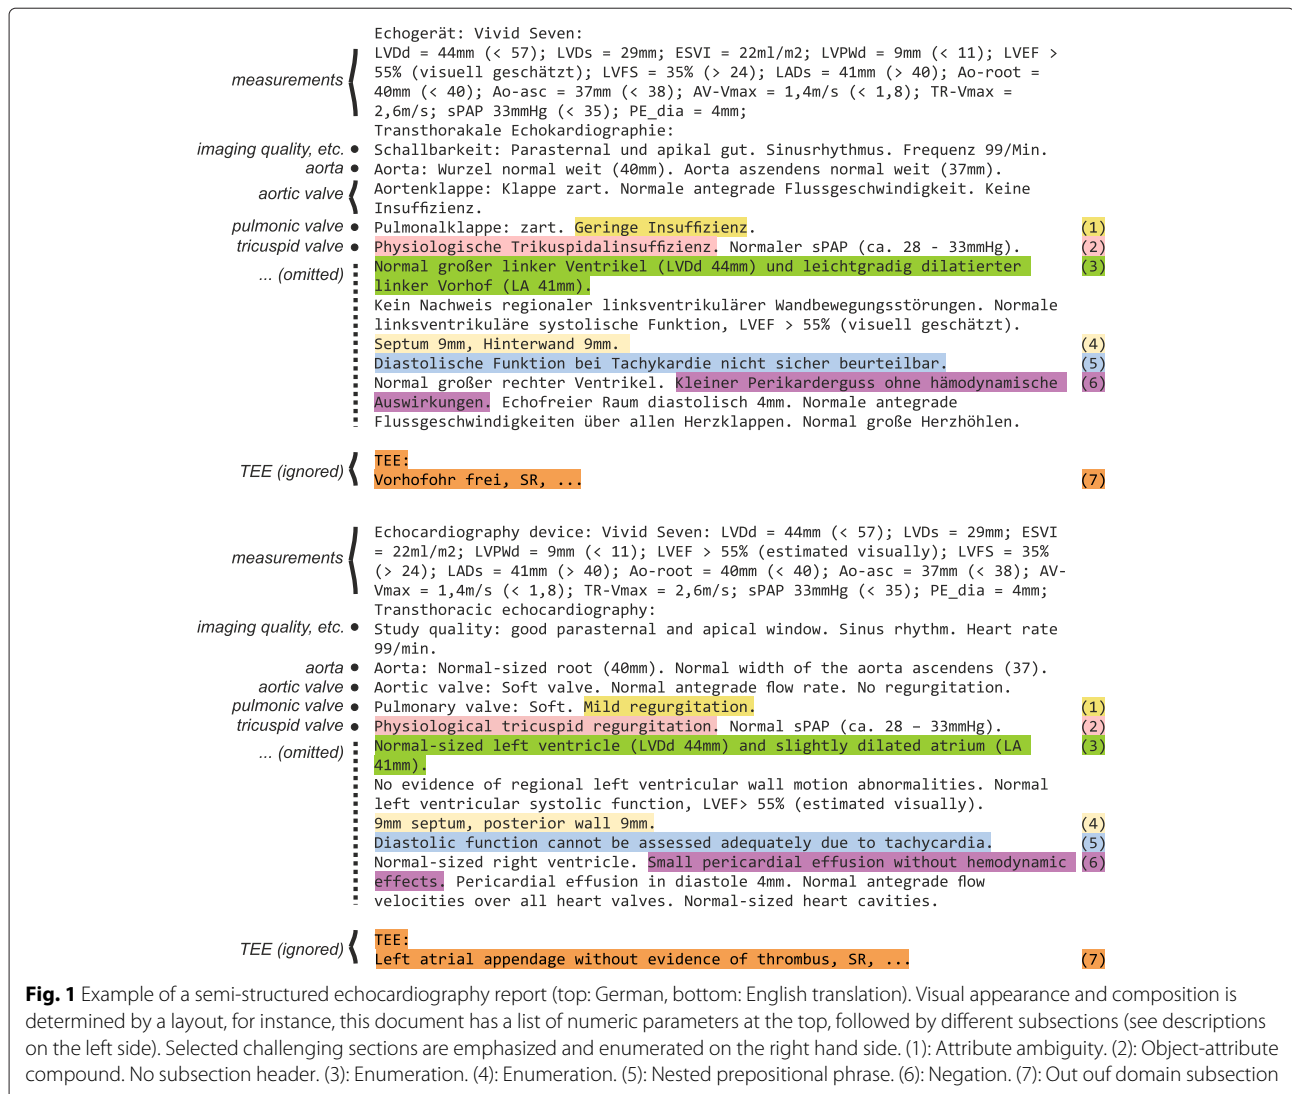 Echogerät: Vivid Seven:
measurements
LVDd = 44mm (< 57); LVDs = 29mm; ESVI = 22ml/m2; LVPWd = 9mm (< 11); LVEF >
55% (visuell geschätzt); LVFS = 35% (> 24); LADs = 41mm (> 40); Ao-root =
40mm (< 40); Ao-asc = 37mm (< 38); AV-Vmax = 1,4m/s (< 1,8); TR-Vmax =
2,6m/s; sPAP 33mmHg (< 35); PE_dia = 4mm;
Transthorakale Echokardiographie:
imaging quality, etc. ● Schallbarkeit: Parasternal und apikal gut. Sinusrhythmus. Frequenz 99/Min.
aorta ● Aorta: Wurzel normal weit (40mm). Aorta aszendens normal weit (37mm).
aortic valve Aortenklappe: Klappe zart. Normale antegrade Flussgeschwindigkeit. Keine
Insuffizienz.
pulmonic valve ● Pulmonalklappe: zart. Geringe Insuffizienz. (1)
tricuspid valve ● Physiologische Trikuspidalinsuffizienz. Normaler sPAP (ca. 28 - 33mmHg). (2)
... (omitted) Normal großer linker Ventrikel (LVDd 44mm) und leichtgradig dilatierter (3)
linker Vorhof (LA 41mm).
Kein Nachweis regionaler linksventrikulärer Wandbewegungsstörungen. Normale
linksventrikuläre systolische Funktion, LVEF > 55% (visuell geschätzt).
Septum 9mm, Hinterwand 9mm. (4)
Diastolische Funktion bei Tachykardie nicht sicher beurteilbar. (5)
Normal großer rechter Ventrikel. Kleiner Perikarderguss ohne hämodynamische (6)
Auswirkungen. Echofreier Raum diastolisch 4mm. Normale antegrade
Flussgeschwindigkeiten über allen Herzklappen. Normal große Herzhöhlen.
TEE (ignored) TEE:
Vorhofohr frei, SR, ... (7)
measurements
Echocardiography device: Vivid Seven: LVDd = 44mm (< 57); LVDs = 29mm; ESVI
= 22ml/m2; LVPWd = 9mm (< 11); LVEF > 55% (estimated visually); LVFS = 35%
(> 24); LADs = 41mm (> 40); Ao-root = 40mm (< 40); Ao-asc = 37mm (< 38); AV-
Vmax = 1,4m/s (< 1,8); TR-Vmax = 2,6m/s; sPAP 33mmHg (< 35); PE_dia = 4mm;
Transthoracic echocardiography:
imaging quality, etc. ● Study quality: good parasternal and apical window. Sinus rhythm. Heart rate
99/min.
aorta ● Aorta: Normal-sized root (40mm). Normal width of the aorta ascendens (37).
aortic valve ● Aortic valve: Soft valve. Normal antegrade flow rate. No regurgitation.
pulmonic valve ● Pulmonary valve: Soft. Mild regurgitation. (1)
tricuspid valve ● Physiological tricuspid regurgitation. Normal sPAP (ca. 28 – 33mmHg). (2)
... (omitted) Normal-sized left ventricle (LVDd 44mm) and slightly dilated atrium (LA (3)
41mm).
No evidence of regional left ventricular wall motion abnormalities. Normal
left ventricular systolic function, LVEF> 55% (estimated visually).
9mm septum, posterior wall 9mm. (4)
Diastolic function cannot be assessed adequately due to tachycardia. (5)
Normal-sized right ventricle. Small pericardial effusion without hemodynamic (6)
effects. Pericardial effusion in diastole 4mm. Normal antegrade flow
velocities over all heart valves. Normal-sized heart cavities.
TEE (ignored) TEE:
Left atrial appendage without evidence of thrombus, SR, ... (7)
Fig. 1 Example of a semi-structured echocardiography report (top: German, bottom: English translation). Visual appearance and composition is
determined by a layout, for instance, this document has a list of numeric parameters at the top, followed by different subsections (see descriptions
on the left side). Selected challenging sections are emphasized and enumerated on the right hand side. (1): Attribute ambiguity. (2): Object-attribute
compound. No subsection header. (3): Enumeration. (4): Enumeration. (5): Nested prepositional phrase. (6): Negation. (7): Out ouf domain subsection